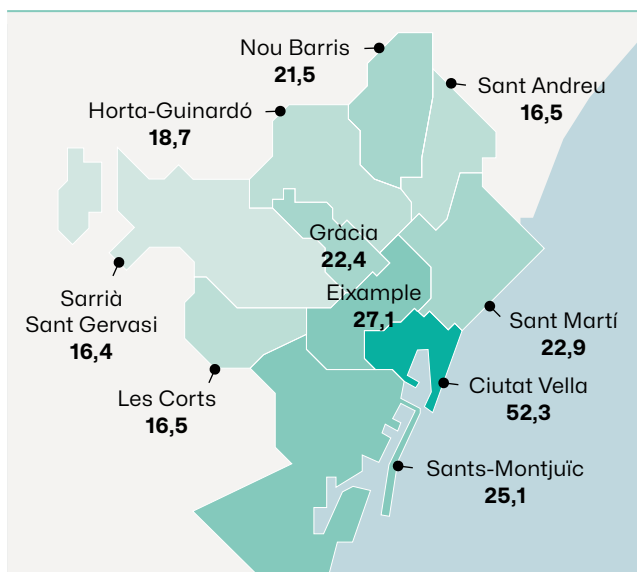 Nou Barris
21,5
Sant Andreu
16,5
Horta-Guinardó
18,7
Gràcia
22,4
Eixample
27,1
Sarrià
Sant Gervasi
16,4
Sant Martí
22,9
Les Corts
16,5
Ciutat Vella
52,3
Sants-Montjuïc
25,1